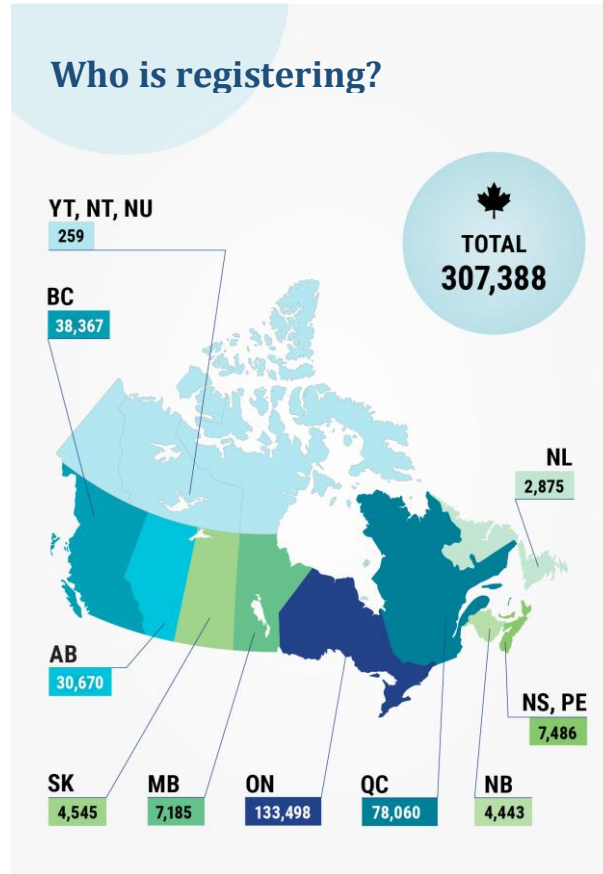 Who is registering?
YT, NT, NU
259
TOTAL
307,388
BC
38,367
NL
2,875
AB
30,670
NS, PE
7,486
SK
4,545
MB
7,185
ON
133,498
QC
78,060
NB
4,443